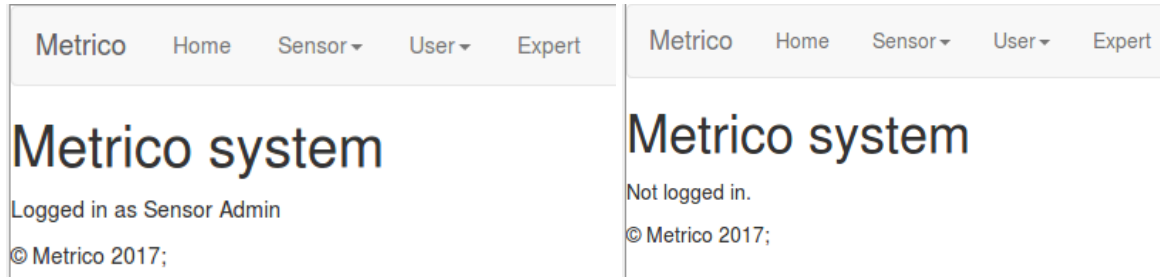 Metrico Home Sensor User Expert
Metrico system
Logged in as Sensor Admin
© Metrico 2017;
Metrico Home Sensor User Expert
Metrico system
Not logged in.
© Metrico 2017;